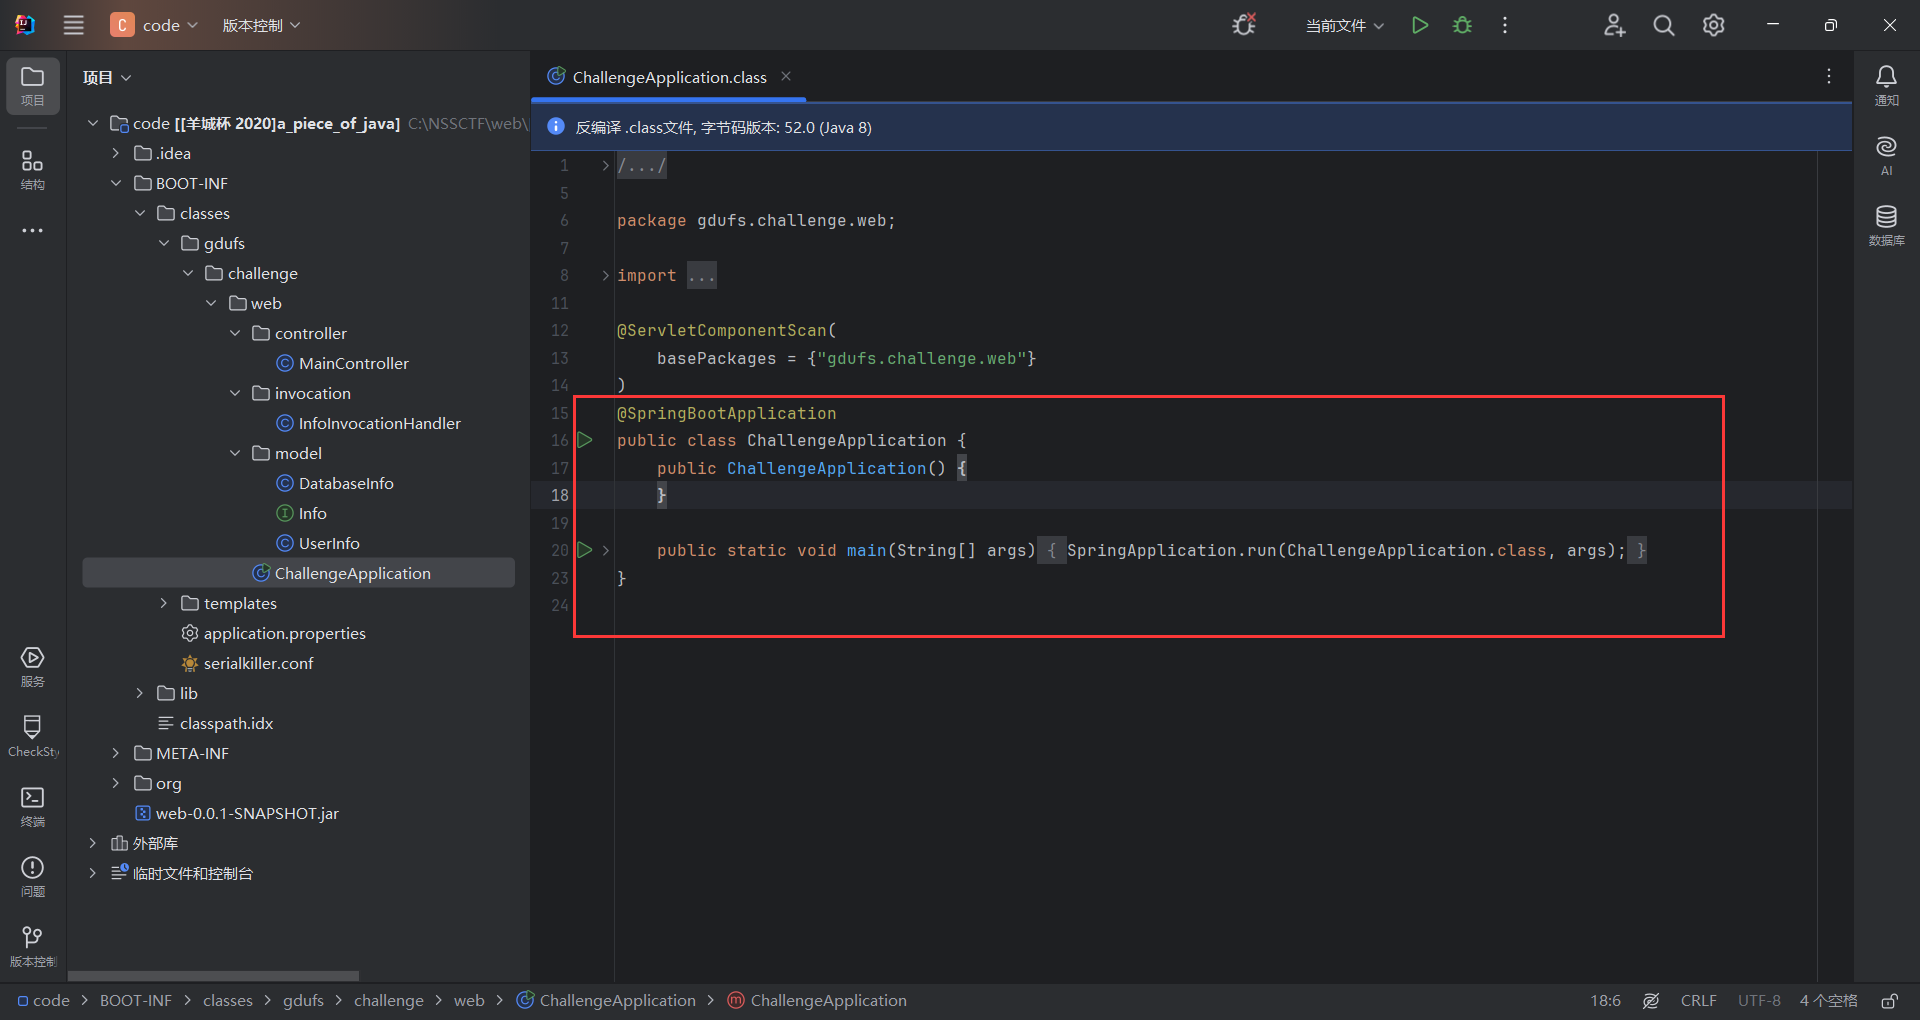 C code 版本控制 当前文件
项目
项目
ChallengeApplication.class
通知
结构
AI
数据库
服务
CheckSty
终端
问题
版本控制
code [[羊城杯 2020]a_piece_of_java] C:\NSSCTF\web\
.idea
BOOT-INF
classes
gdufs
challenge
web
controller
MainController
invocation
InfoInvocationHandler
model
DatabaseInfo
Info
UserInfo
ChallengeApplication
templates
application.properties
serialkiller.conf
lib
classpath.idx
META-INF
org
web-0.0.1-SNAPSHOT.jar
外部库
临时文件和控制台
反编译 .class文件, 字节码版本: 52.0 (Java 8)
1 /.../
5
6 package gdufs.challenge.web;
7
8 import ...
11
12 @ServletComponentScan(
13 basePackages = {"gdufs.challenge.web"}
14 )
15 @SpringBootApplication
16 public class ChallengeApplication {
17 public ChallengeApplication() {
18 }
19
20 public static void main(String[] args) { SpringApplication.run(ChallengeApplication.class, args); }
23 }
24
code > BOOT-INF > classes > gdufs > challenge > web > ChallengeApplication > ChallengeApplication
18:6 CRLF UTF-8 4 个空格